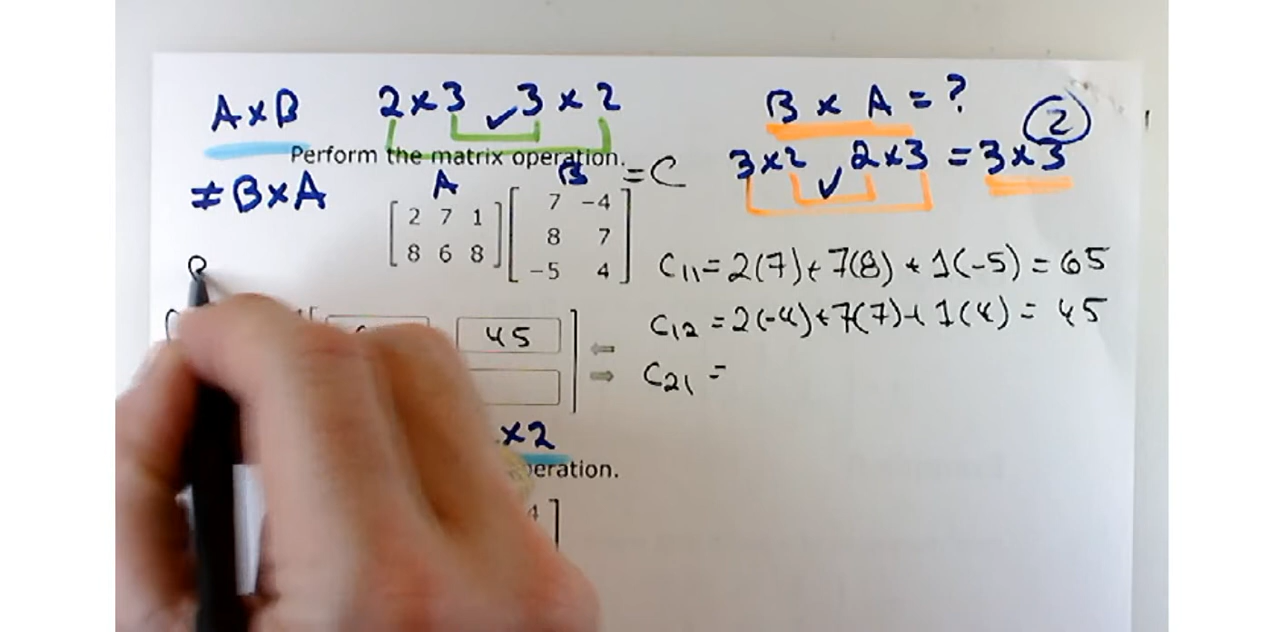 A×B 2×3 ✓ 3×2 B × A = ?
2
Perform the matrix operation. 3×2 ✓ 2×3 = 3×3
≠ B×A A B = C
2 7 1 7 -4
8 6 8 8 7
-5 4
C11 = 2(7) + 7(8) + 1(-5) = 65
45 C12 = 2(-4) + 7(7) + 1(4) = 45
⇐
⇒ C21 =
×2
eration.